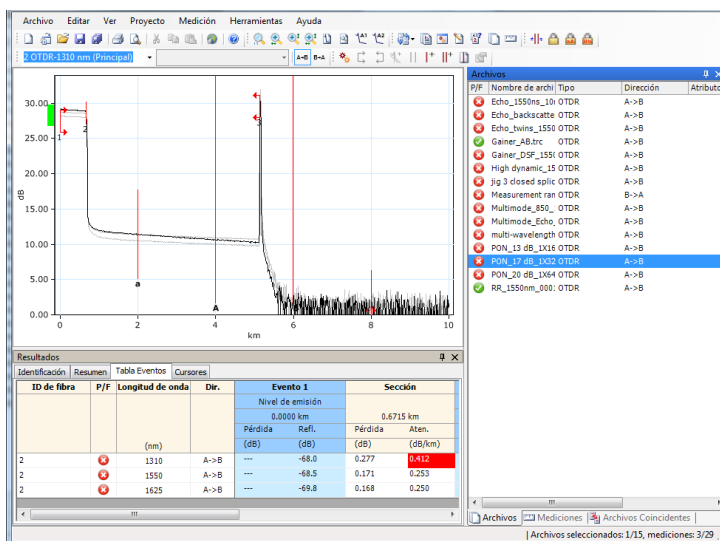 Archivo Editar Ver Proyecto Medición Herramientas Ayuda
2 OTDR-1310 nm (Principal)
A→B B→A
Archivos
P/F Nombre de archi Tipo Dirección Atributo
Echo_1550ns_10 OTDR A->B
Echo_backscatte OTDR A->B
Echo_twins_1550 OTDR A->B
Gainer_AB.trc OTDR A->B
Gainer_DSF_155 OTDR A->B
High dynamic_15 OTDR A->B
jig 3 closed splic OTDR A->B
Measurement ran OTDR B->A
Multimode_850_ OTDR A->B
Multimode_Echo_ OTDR A->B
multi-wavelength OTDR A->B
PON_13 dB_1X16 OTDR A->B
PON_17 dB_1X32 OTDR A->B
PON_20 dB_1X64 OTDR A->B
RR_1550nm_000 OTDR A->B
30.00
25.00
20.00
15.00
10.00
5.00
0.00
dB
1
2
3
a
A
0 2 4 6 8 10
km
Resultados
Identificación Resumen Tabla Eventos Cursores
ID de fibra P/F Longitud de onda Dir. Evento 1 Sección
Nivel de emisión
0.0000 km 0.6715 km
Pérdida Refl. Pérdida Aten.
(nm) (dB) (dB) (dB) (dB/km)
2 1310 A->B --- -68.0 0.277 0.412
2 1550 A->B --- -68.5 0.171 0.253
2 1625 A->B --- -69.8 0.168 0.250
Archivos Mediciones Archivos Coincidentes
Archivos seleccionados: 1/15, mediciones: 3/29